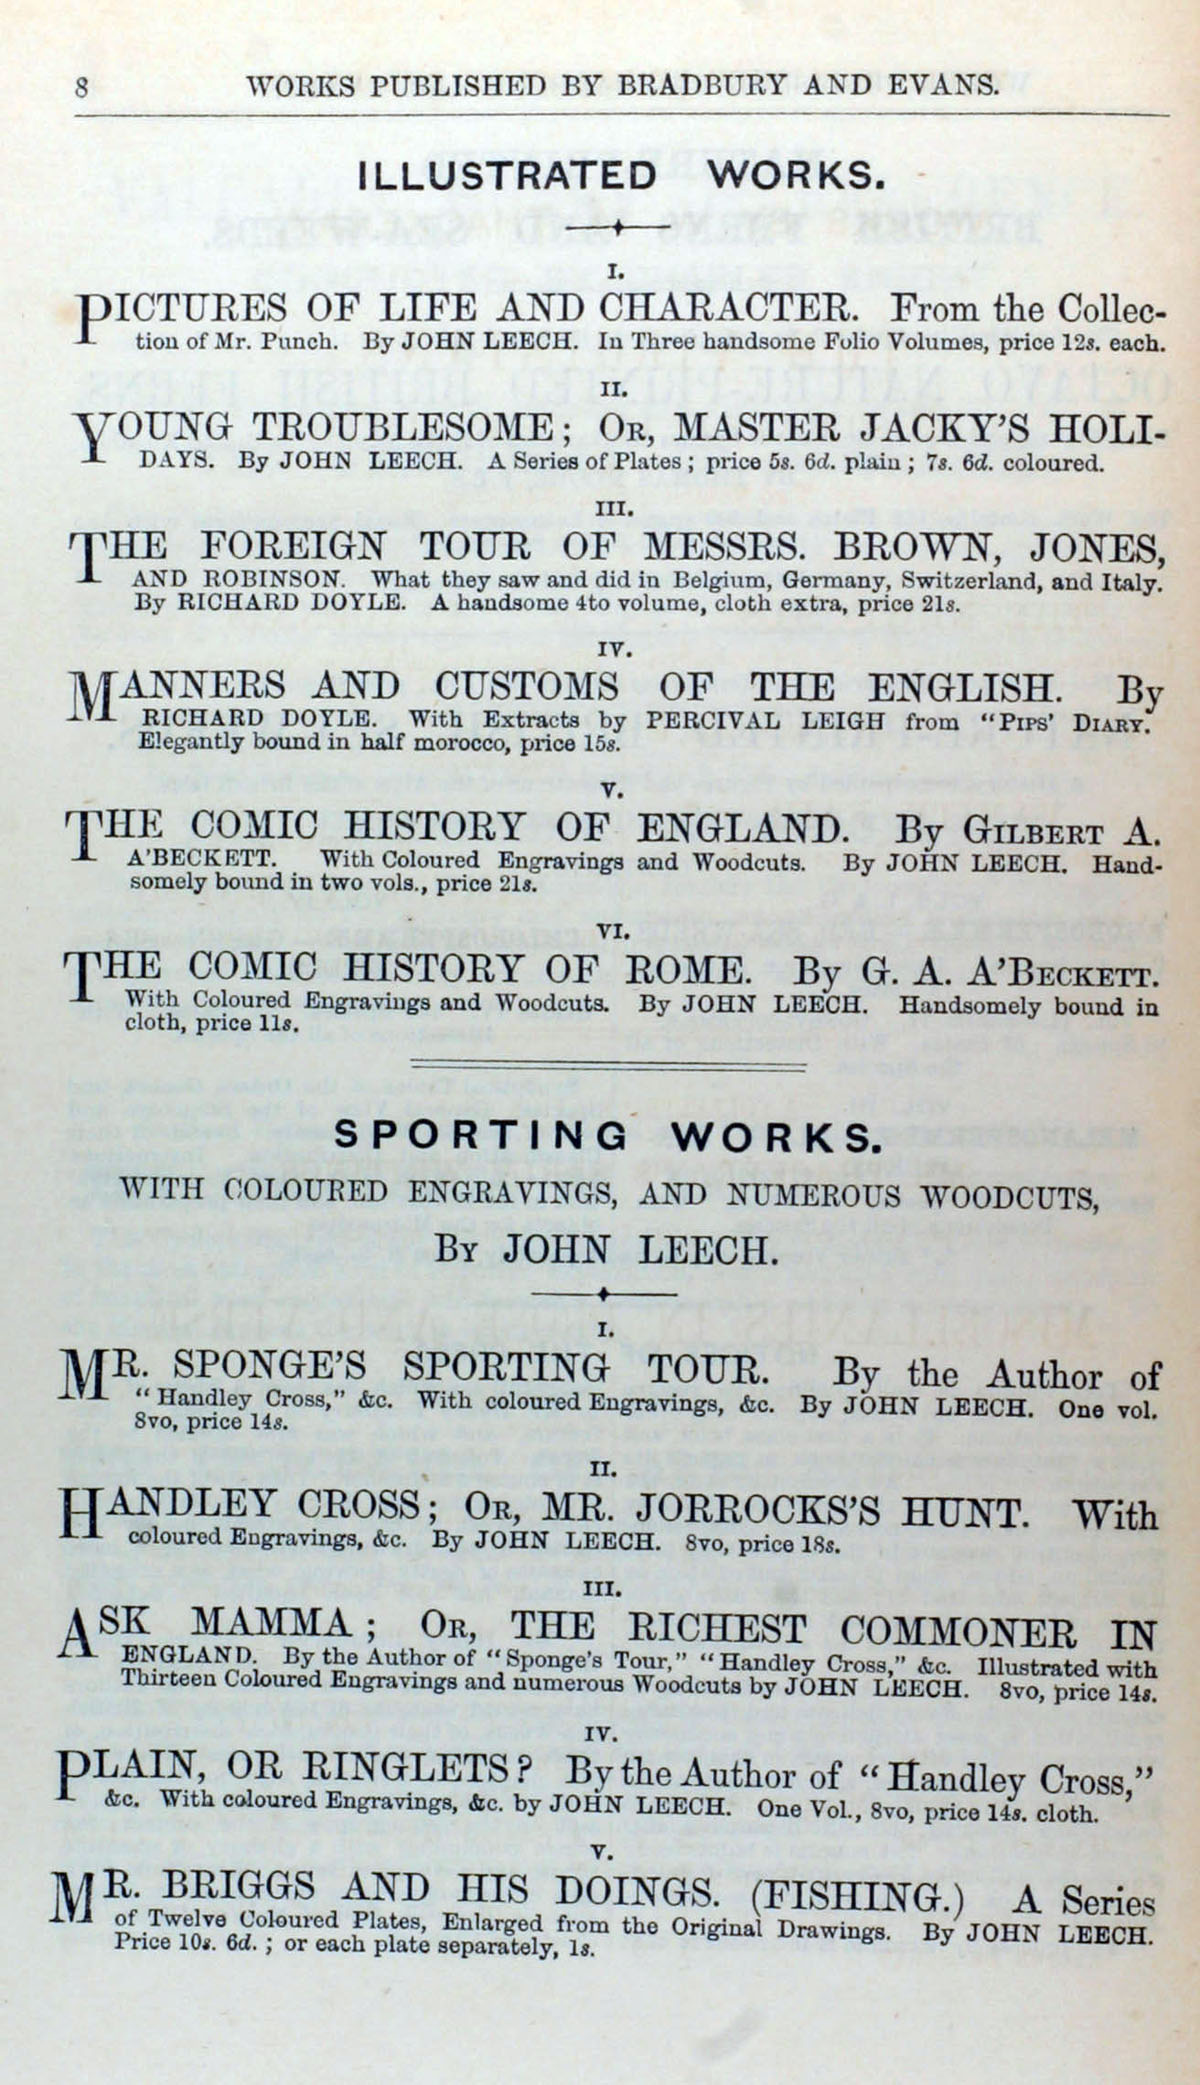 8 WORKS PUBLISHED BY BRADBURY AND EVANS.
ILLUSTRATED WORKS.
I.
PICTURES OF LIFE AND CHARACTER. From the Collec-
tion of Mr. Punch. By JOHN LEECH. In Three handsome Folio Volumes, price 12s. each.
II.
YOUNG TROUBLESOME; OR, MASTER JACKY'S HOLI-
DAYS. By JOHN LEECH. A Series of Plates; price 5s. 6d. plain; 7s. 6d. coloured.
III.
THE FOREIGN TOUR OF MESSRS. BROWN, JONES,
AND ROBINSON. What they saw and did in Belgium, Germany, Switzerland, and Italy.
By RICHARD DOYLE. A handsome 4to volume, cloth extra, price 21s.
IV.
MANNERS AND CUSTOMS OF THE ENGLISH. By
RICHARD DOYLE. With Extracts by PERCIVAL LEIGH from "PIPS' DIARY."
Elegantly bound in half morocco, price 15s.
V.
THE COMIC HISTORY OF ENGLAND. By GILBERT A.
A'BECKETT. With Coloured Engravings and Woodcuts. By JOHN LEECH. Hand-
somely bound in two vols., price 21s.
VI.
THE COMIC HISTORY OF ROME. By G. A. A'BECKETT.
With Coloured Engravings and Woodcuts. By JOHN LEECH. Handsomely bound in
cloth, price 11s.
SPORTING WORKS.
WITH COLOURED ENGRAVINGS, AND NUMEROUS WOODCUTS,
BY JOHN LEECH.
I.
MR. SPONGE'S SPORTING TOUR. By the Author of
"Handley Cross," &c. With coloured Engravings, &c. By JOHN LEECH. One vol.
8vo, price 14s.
II.
HANDLEY CROSS; OR, MR. JORROCKS'S HUNT. With
coloured Engravings, &c. By JOHN LEECH. 8vo, price 18s.
III.
ASK MAMMA; OR, THE RICHEST COMMONER IN
ENGLAND. By the Author of "Sponge's Tour," "Handley Cross," &c. Illustrated with
Thirteen Coloured Engravings and numerous Woodcuts by JOHN LEECH. 8vo, price 14s.
IV.
PLAIN, OR RINGLETS? By the Author of "Handley Cross,"
&c. With coloured Engravings, &c. by JOHN LEECH. One Vol., 8vo, price 14s. cloth.
V.
MR. BRIGGS AND HIS DOINGS. (FISHING.) A Series
of Twelve Coloured Plates, Enlarged from the Original Drawings. By JOHN LEECH.
Price 10s. 6d.; or each plate separately, 1s.